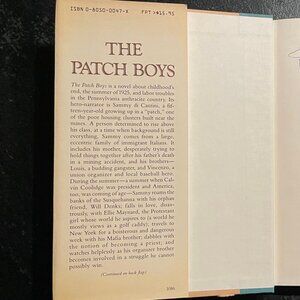 ISBN 0-8050-0047-X FPT >$15.95
THE
PATCH BOYS
The Patch Boys is a novel about childhood's
end, the summer of 1925, and labor troubles
in the Pennsylvania anthracite country. Its
hero-narrator is Sammy di Cantini, a fif-
teen-year-old growing up in a "patch," one
of the poor housing clusters built near the
mines. A person determined to rise above
his class, at a time when background is still
everything, Sammy comes from a large,
eccentric family of immigrant Italians. It
includes his mother, desperately trying to
hold things together after his father's death
in a mining accident, and his brothers—
Louis, a budding gangster, and Vincenzo, a
union organizer and local baseball hero.
During the summer—a summer when Cal-
vin Coolidge was president and America,
too, was coming of age—Sammy roams the
banks of the Susquehanna with his orphan
friend, Will Denks; falls in love, disas-
trously, with Ellie Maynard, the Protestant
girl whose world he aspires to (a world he
mostly views as a golf caddy); travels to
New York for a boisterous and dangerous
week with his Mafia brother; dabbles with
the notion of becoming a priest; and
watches helplessly as his organizer brother
becomes involved in a struggle he cannot
possibly win.
(Continued on back flap)
1086